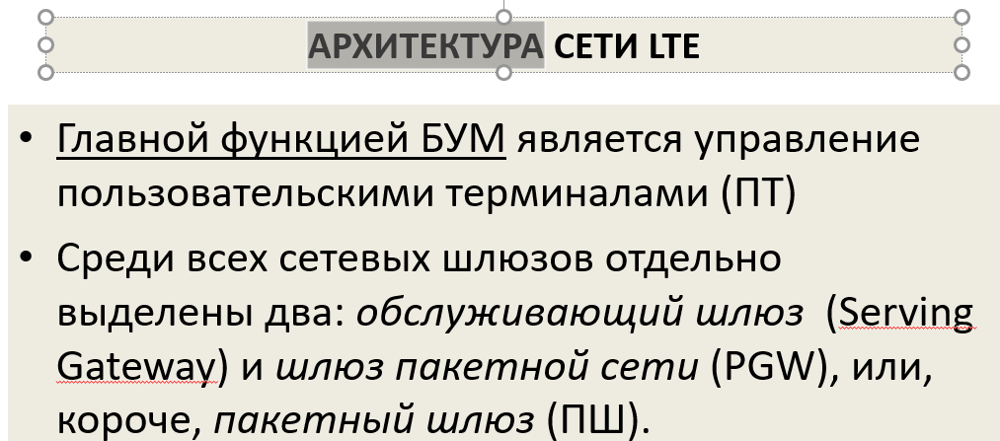 АРХИТЕКТУРА СЕТИ LTE
• Главной функцией БУМ является управление
пользовательскими терминалами (ПТ)
• Среди всех сетевых шлюзов отдельно
выделены два: обслуживающий шлюз (Serving
Gateway) и шлюз пакетной сети (PGW), или,
короче, пакетный шлюз (ПШ).